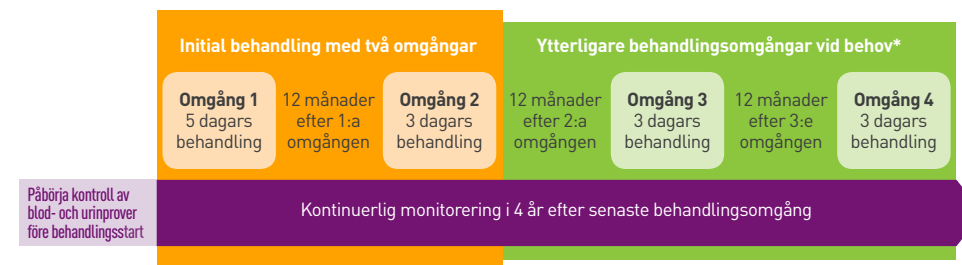 Initial behandling med två omgångar
Ytterligare behandlingsomgångar vid behov*
Omgång 1
5 dagars
behandling
12 månader
efter 1:a
omgången
Omgång 2
3 dagars
behandling
12 månader
efter 2:a
omgången
Omgång 3
3 dagars
behandling
12 månader
efter 3:e
omgången
Omgång 4
3 dagars
behandling
Påbörja kontroll av
blod- och urinprover
före behandlingsstart
Kontinuerlig monitorering i 4 år efter senaste behandlingsomgång